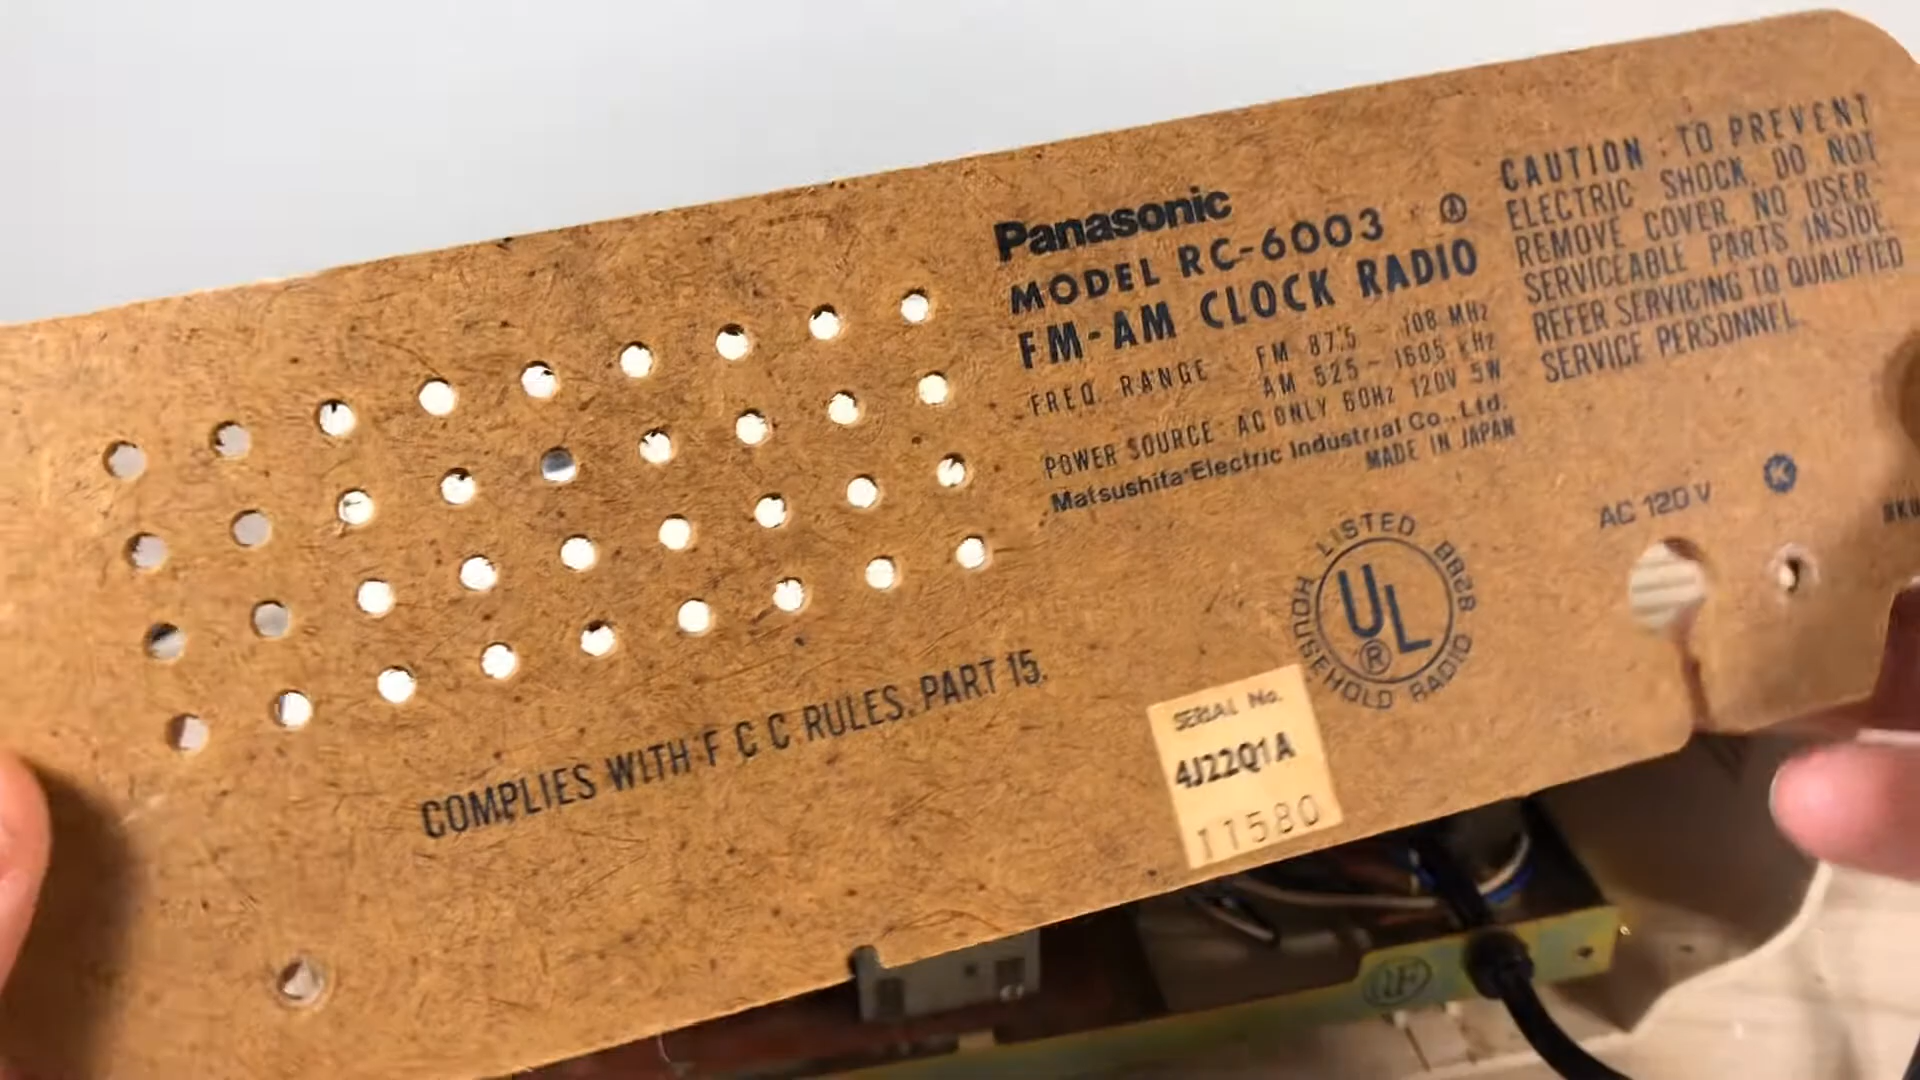 Panasonic
MODEL RC-6003 Ⓐ
FM-AM CLOCK RADIO
FREQ. RANGE : FM 87.5 ~ 108 MHz
AM 525 ~ 1605 kHz
POWER SOURCE : AC ONLY 60Hz 120V 5W
Matsushita Electric Industrial Co., Ltd.
MADE IN JAPAN
CAUTION : TO PREVENT
ELECTRIC SHOCK, DO NOT
REMOVE COVER. NO USER-
SERVICEABLE PARTS INSIDE.
REFER SERVICING TO QUALIFIED
SERVICE PERSONNEL.
AC 120 V
K
LISTED 882B
UL®
HOUSEHOLD RADIO
COMPLIES WITH F C C RULES, PART 15.
SERIAL No.
4J22Q1A
11580